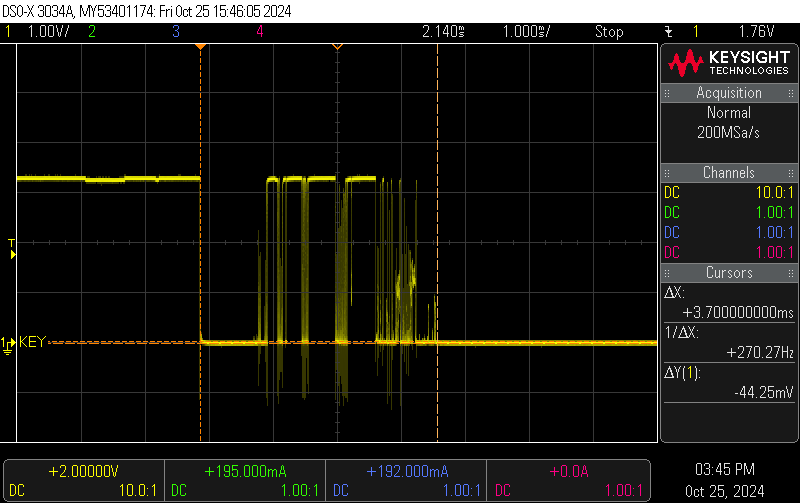 DSO-X 3034A, MY53401174: Fri Oct 25 15:46:05 2024
1 1.00V/ 2 3 4 2.140s 1.000s/ Stop 1 1.76V
KEYSIGHT
TECHNOLOGIES
Acquisition
Normal
200MSa/s
Channels
DC 10.0:1
DC 1.00:1
DC 1.00:1
DC 1.00:1
Cursors
ΔX:
+3.700000000ms
1/ΔX:
+270.27Hz
ΔY(1):
-44.25mV
T
1 KEY
+2.00000V +195.000mA +192.000mA +0.0A
DC 10.0:1 DC 1.00:1 DC 1.00:1 DC 1.00:1
03:45 PM
Oct 25, 2024